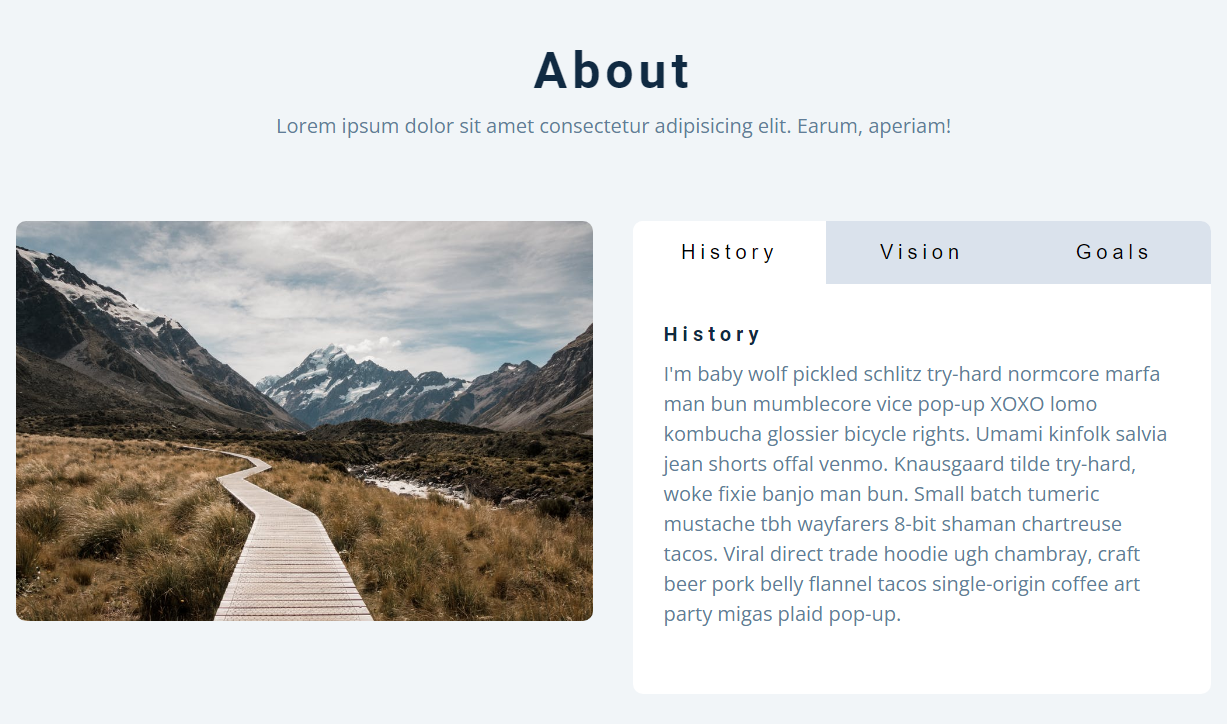 About
Lorem ipsum dolor sit amet consectetur adipisicing elit. Earum, aperiam!
History
Vision
Goals
History
I'm baby wolf pickled schlitz try-hard normcore marfa
man bun mumblecore vice pop-up XOXO lomo
kombucha glossier bicycle rights. Umami kinfolk salvia
jean shorts offal venmo. Knausgaard tilde try-hard,
woke fixie banjo man bun. Small batch tumeric
mustache tbh wayfarers 8-bit shaman chartreuse
tacos. Viral direct trade hoodie ugh chambray, craft
beer pork belly flannel tacos single-origin coffee art
party migas plaid pop-up.